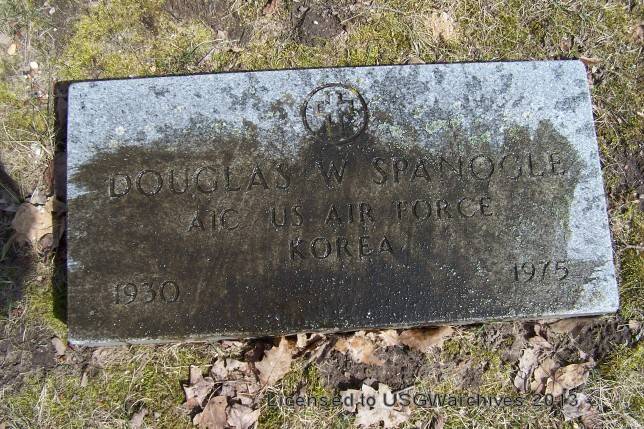 DOUGLAS W SPANOGLE
A1C US AIR FORCE
KOREA
1930 1975
Licensed to USGWarchives 2013